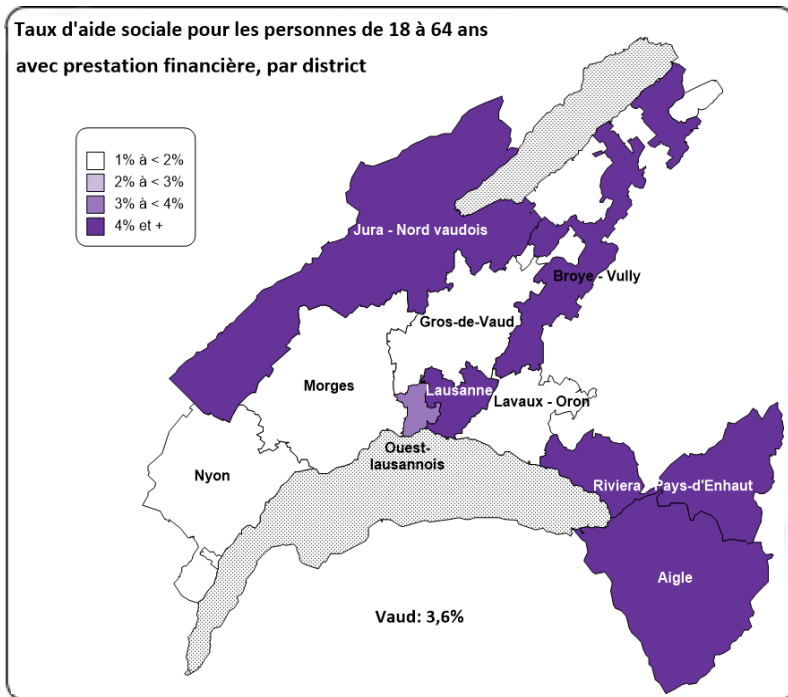 Taux d'aide sociale pour les personnes de 18 à 64 ans
avec prestation financière, par district
1% à < 2%
2% à < 3%
3% à < 4%
4% et +
Jura - Nord vaudois
Broye - Vully
Gros-de-Vaud
Morges
Lausanne
Lavaux - Oron
Ouest-
lausannois
Nyon
Riviera Pays-d'Enhaut
Aigle
Vaud: 3,6%